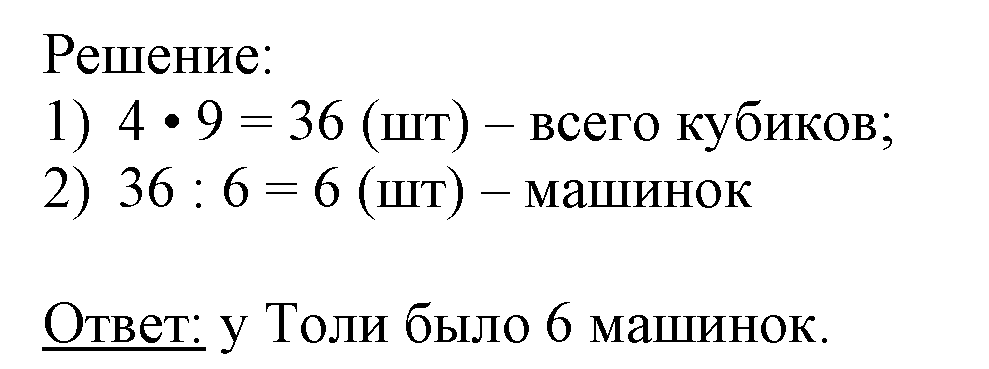 Решение:
1) 4 • 9 = 36 (шт) – всего кубиков;
2) 36 : 6 = 6 (шт) – машинок
Ответ: у Толи было 6 машинок.